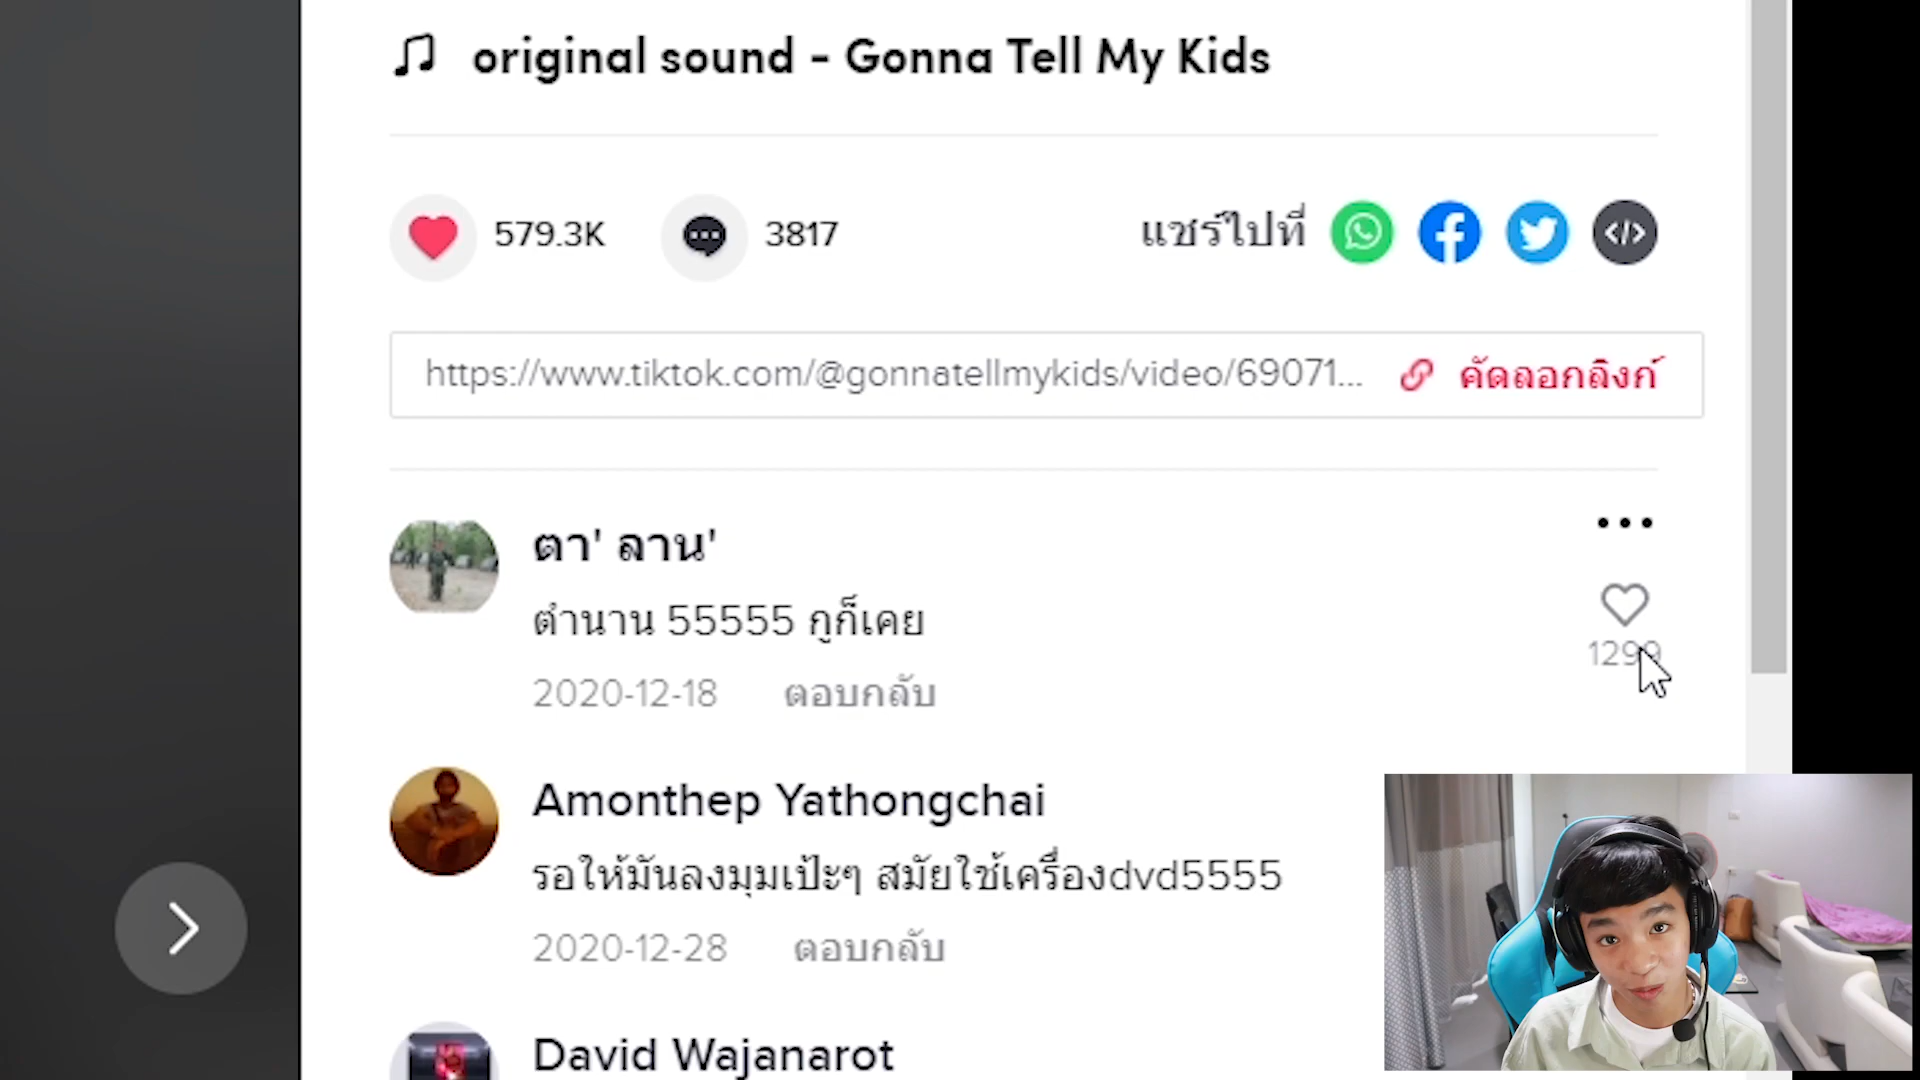 original sound - Gonna Tell My Kids
579.3K 3817 แชร์ไปที่
https://www.tiktok.com/@gonnatellmykids/video/69071... คัดลอกลิงก์
ตา' ลาน'
ตำนาน 55555 กูก็เคย
1299
2020-12-18 ตอบกลับ
Amonthep Yathongchai
รอให้มันลงมุมเป๊ะๆ สมัยใช้เครื่องdvd5555
2020-12-28 ตอบกลับ
David Wajanarot